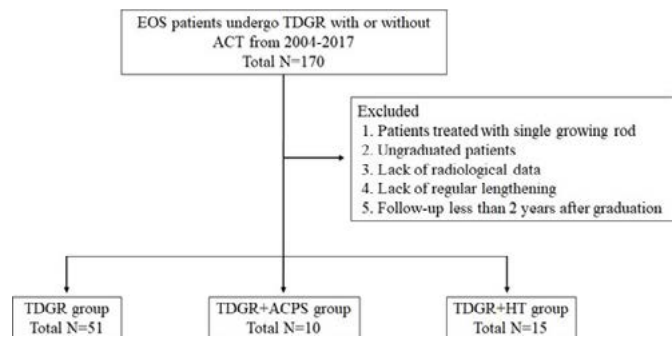 EOS patients undergo TDGR with or without
ACT from 2004-2017
Total N=170
Excluded
1. Patients treated with single growing rod
2. Ungraduated patients
3. Lack of radiological data
4. Lack of regular lengthening
5. Follow-up less than 2 years after graduation
TDGR group
Total N=51
TDGR+ACPS group
Total N=10
TDGR+HT group
Total N=15